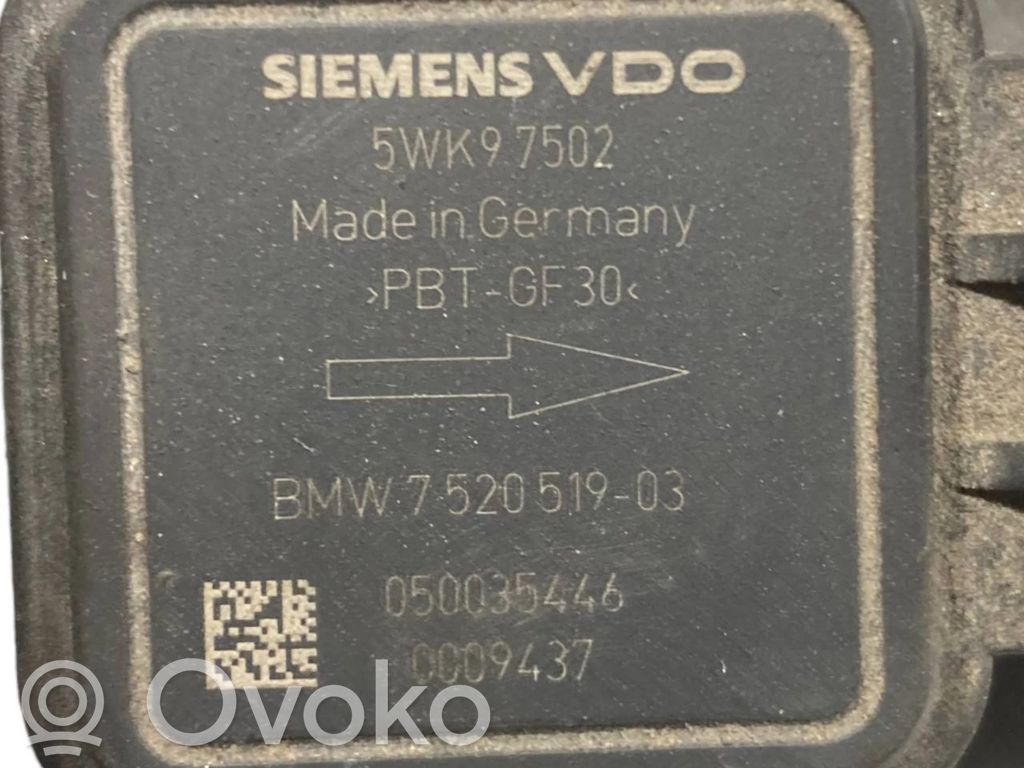 SIEMENS VDO
5WK9 7502
Made in Germany
>PBT-GF30<
BMW 7 520 519-03
050035446
0009437
Ovoko